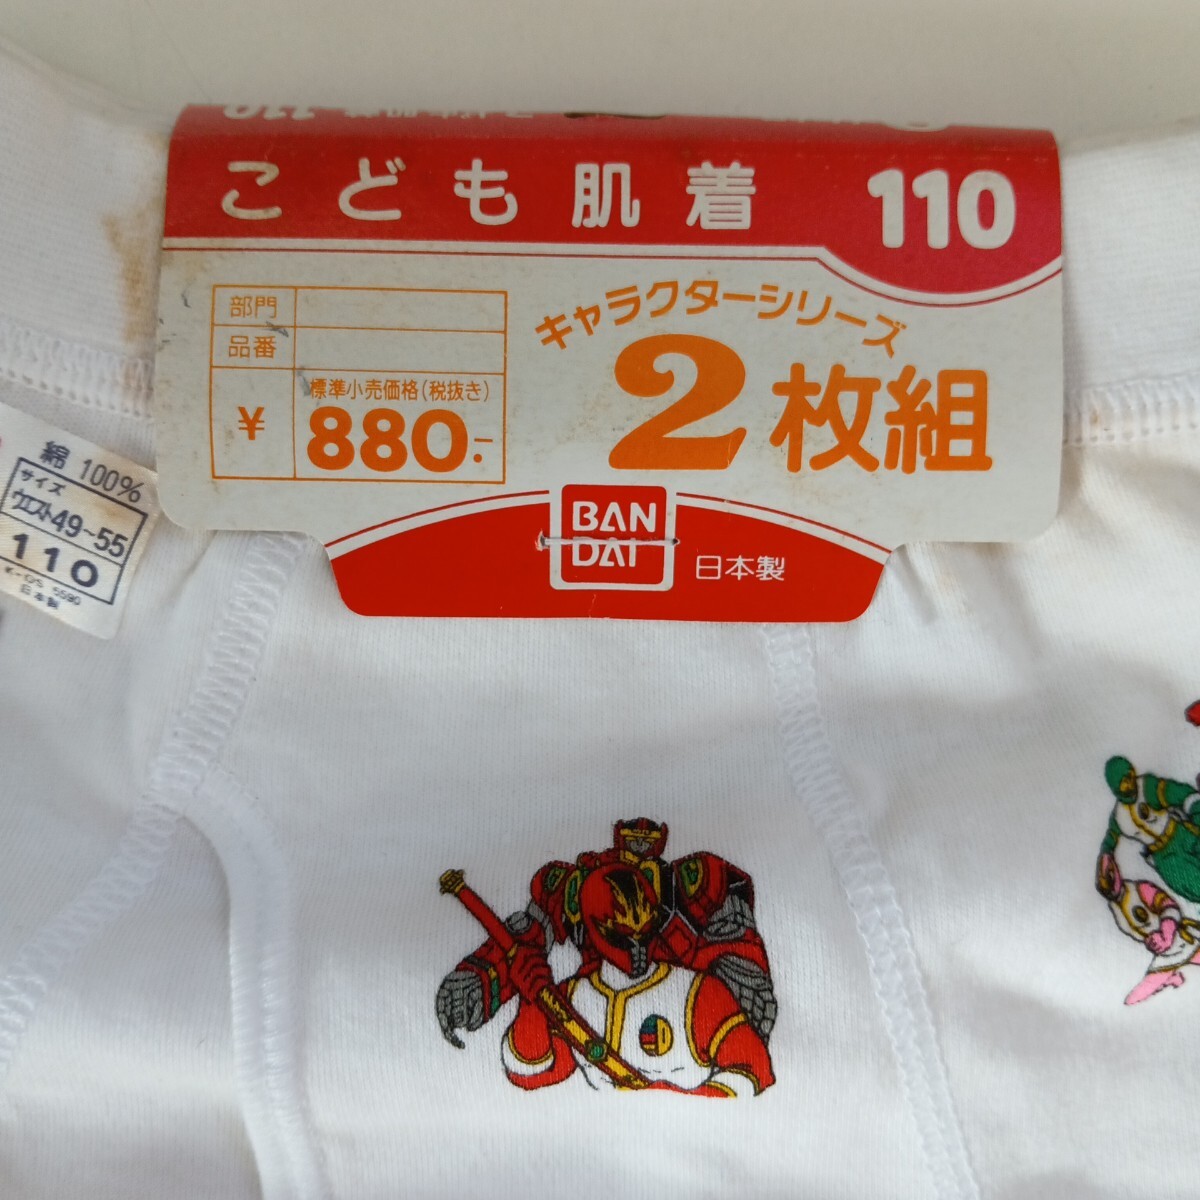 こども肌着 110
部門
品番
¥ 標準小売価格(税抜き)
880.-
キャラクターシリーズ
2枚組
BAN
DAI
日本製
綿 100%
サイズ
ウエスト49~55
110
日本製